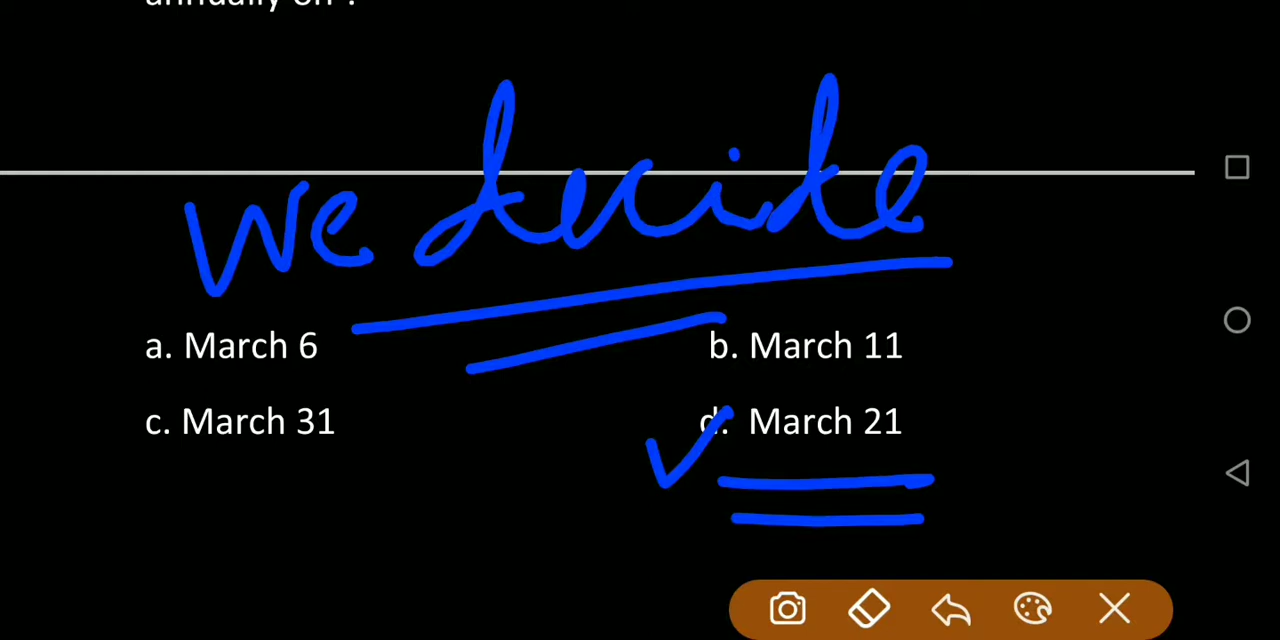 annually on ?
We decide
a. March 6
b. March 11
c. March 31
d. March 21